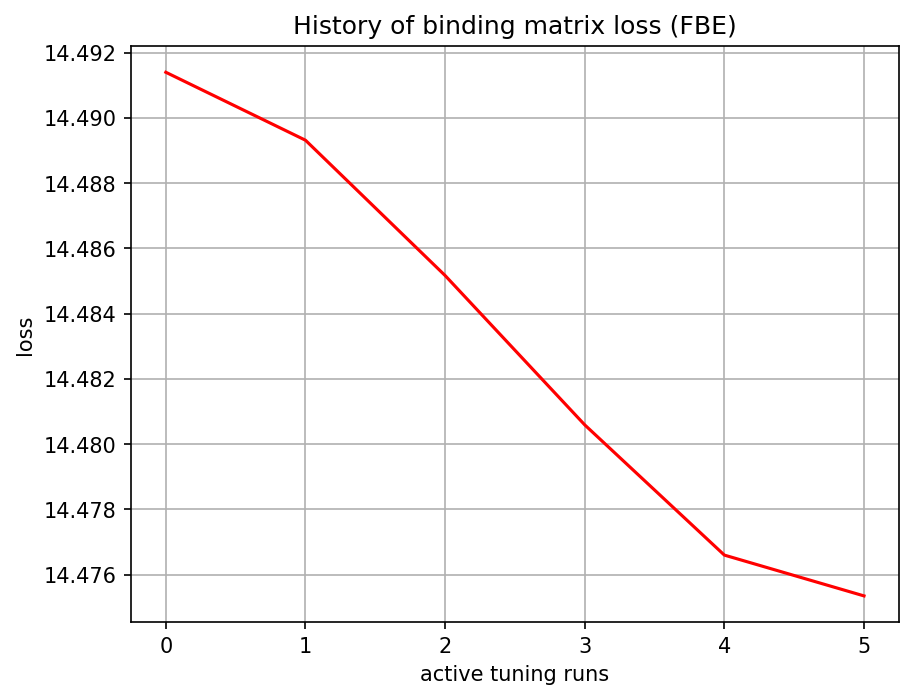 History of binding matrix loss (FBE)
14.492
14.490
14.488
14.486
14.484
14.482
14.480
14.478
14.476
loss
0 1 2 3 4 5
active tuning runs